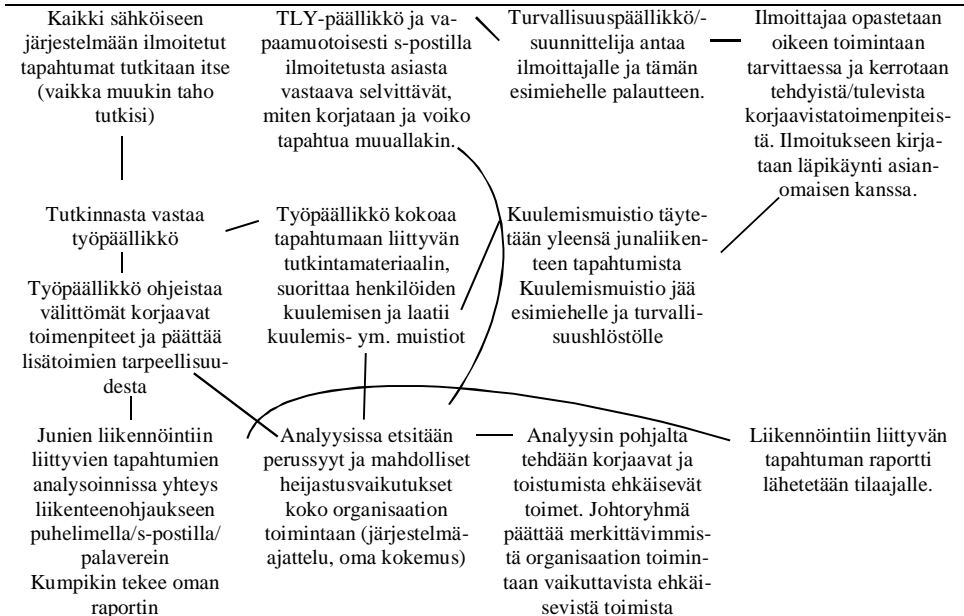 Kaikki sähköiseen
järjestelmään ilmoitetut
tapahtumat tutkitaan itse
(vaikka muukin taho
tutkisi)
TLY-päällikkö ja va-
paamuotoisesti s-postilla
ilmoitetusta asiasta
vastaava selvittävät,
miten korjataan ja voiko
tapahtua muuallakin.
Turvallisuuspäällikkö/-
suunnittelija antaa
ilmoittajalle ja tämän
esimiehelle palautteen.
Ilmoittajaa opastetaan
oikeen toimintaan
tarvittaessa ja kerrotaan
tehdyistä/tulevista
korjaavistatoimenpiteis-
tä. Ilmoitukseen kirja-
taan läpikäynti asian-
omaisen kanssa.
Tutkinnasta vastaa
työpäällikkö
Työpäällikkö kokoaa
tapahtumaan liittyvän
tutkintamateriaalin,
suorittaa henkilöiden
kuulemisen ja laatii
kuulemis- ym. muistiot
Kuulemismuistio täyte-
tään yleensä junaliiken-
teen tapahtumista
Kuulemismuistio jää
esimiehelle ja turvalli-
suushlöstölle
Työpäällikkö ohjeistaa
välittömät korjaavat
toimenpiteet ja päättää
lisätoimien tarpeellisuu-
desta
Junien liikennöintiin
liittyvien tapahtumien
analysoinnissa yhteys
liikenteenohjaukseen
puhelimella/s-postilla/
palaverein
Kumpikin tekee oman
raportin
Analyysissa etsitään
perussyyt ja mahdolliset
heijastusvaikutukset
koko organisaation
toimintaan (järjestelmä-
ajattelu, oma kokemus)
Analyysin pohjalta
tehdään korjaavat ja
toistumista ehkäisevät
toimet. Johtoryhmä
päättää merkittävimmis-
tä organisaation toimin-
taan vaikuttavista ehkäi-
sevistä toimista
Liikennöintiin liittyvän
tapahtuman raportti
lähetetään tilaajalle.